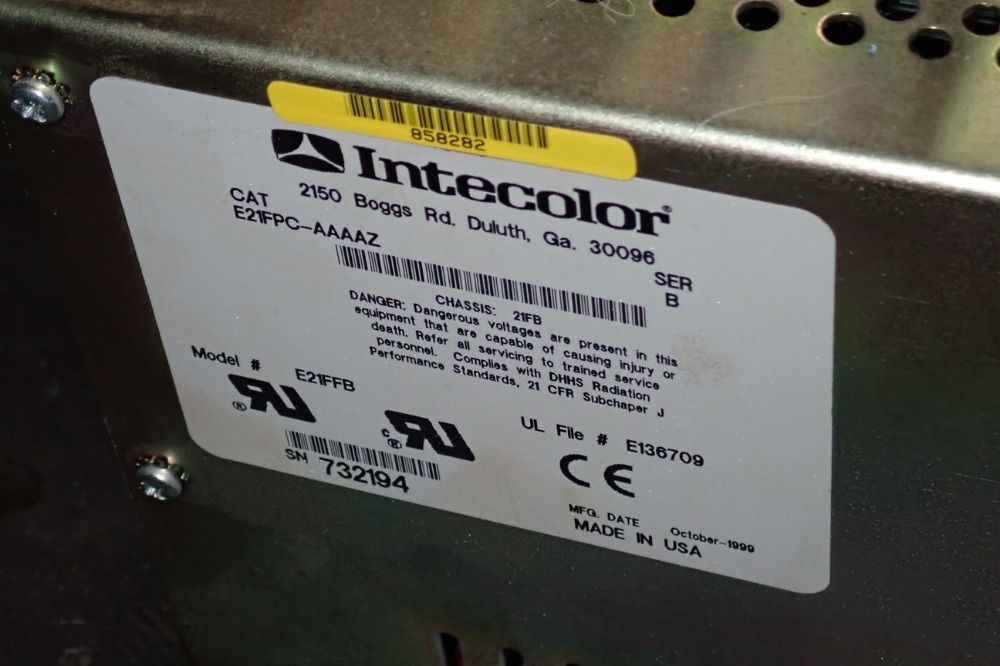 858282
Intecolor®
2150 Boggs Rd. Duluth, Ga. 30096
CAT
E21FPC-AAAAZ
SER
B
CHASSIS: 21FB
DANGER: Dangerous voltages are present in this
equipment that are capable of causing injury or
death. Refer all servicing to trained service
personnel. Complies with DHHS Radiation
Performance Standards, 21 CFR Subchaper J
Model # E21FFB
UL File # E136709
RU®
c RU®
CE
SN 732194
MFG. DATE October-1999
MADE IN USA